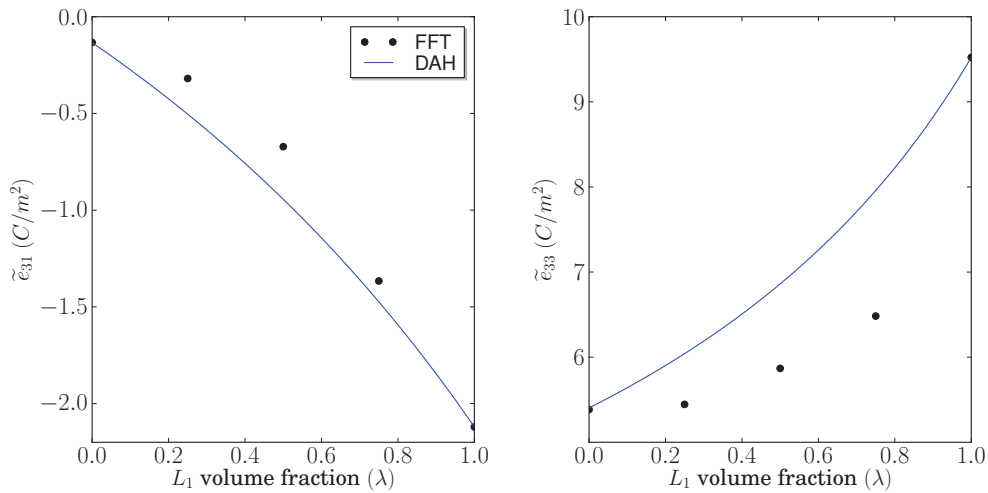 0.0
−0.5
−1.0
−1.5
−2.0
0.0 0.2 0.4 0.6 0.8 1.0
L₁ volume fraction (λ)
ẽ₃₁ (C/m²)
FFT
DAH
10
9
8
7
6
0.0 0.2 0.4 0.6 0.8 1.0
L₁ volume fraction (λ)
ẽ₃₃ (C/m²)